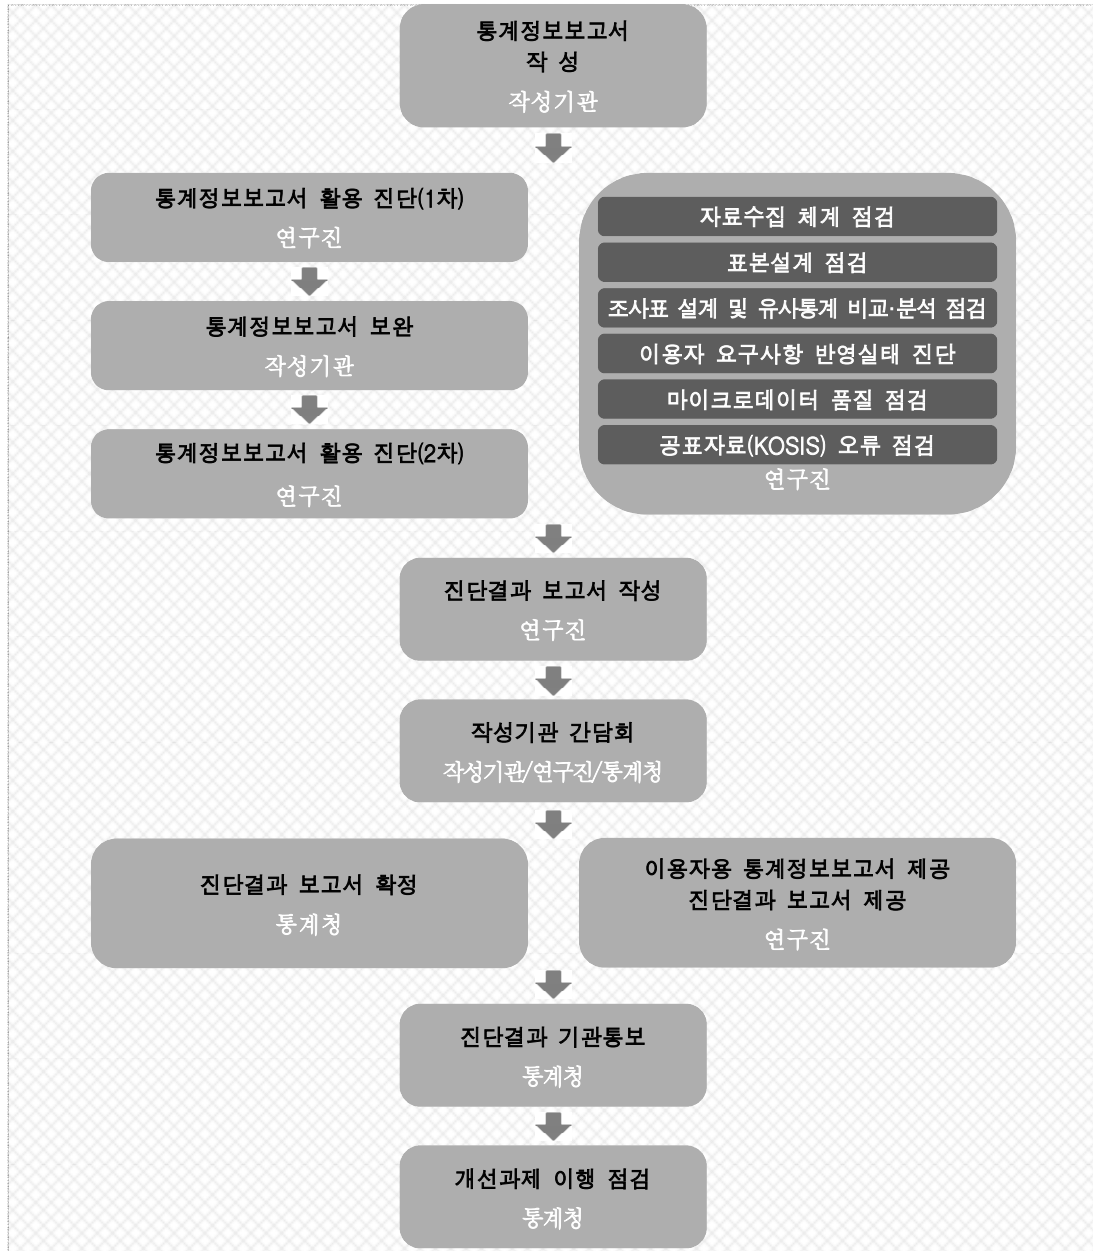 통계정보보고서
작 성
작성기관
통계정보보고서 활용 진단(1차)
연구진
통계정보보고서 보완
작성기관
통계정보보고서 활용 진단(2차)
연구진
자료수집 체계 점검
표본설계 점검
조사표 설계 및 유사통계 비교·분석 점검
이용자 요구사항 반영실태 진단
마이크로데이터 품질 점검
공표자료(KOSIS) 오류 점검
연구진
진단결과 보고서 작성
연구진
작성기관 간담회
작성기관/연구진/통계청
진단결과 보고서 확정
통계청
이용자용 통계정보보고서 제공
진단결과 보고서 제공
연구진
진단결과 기관통보
통계청
개선과제 이행 점검
통계청